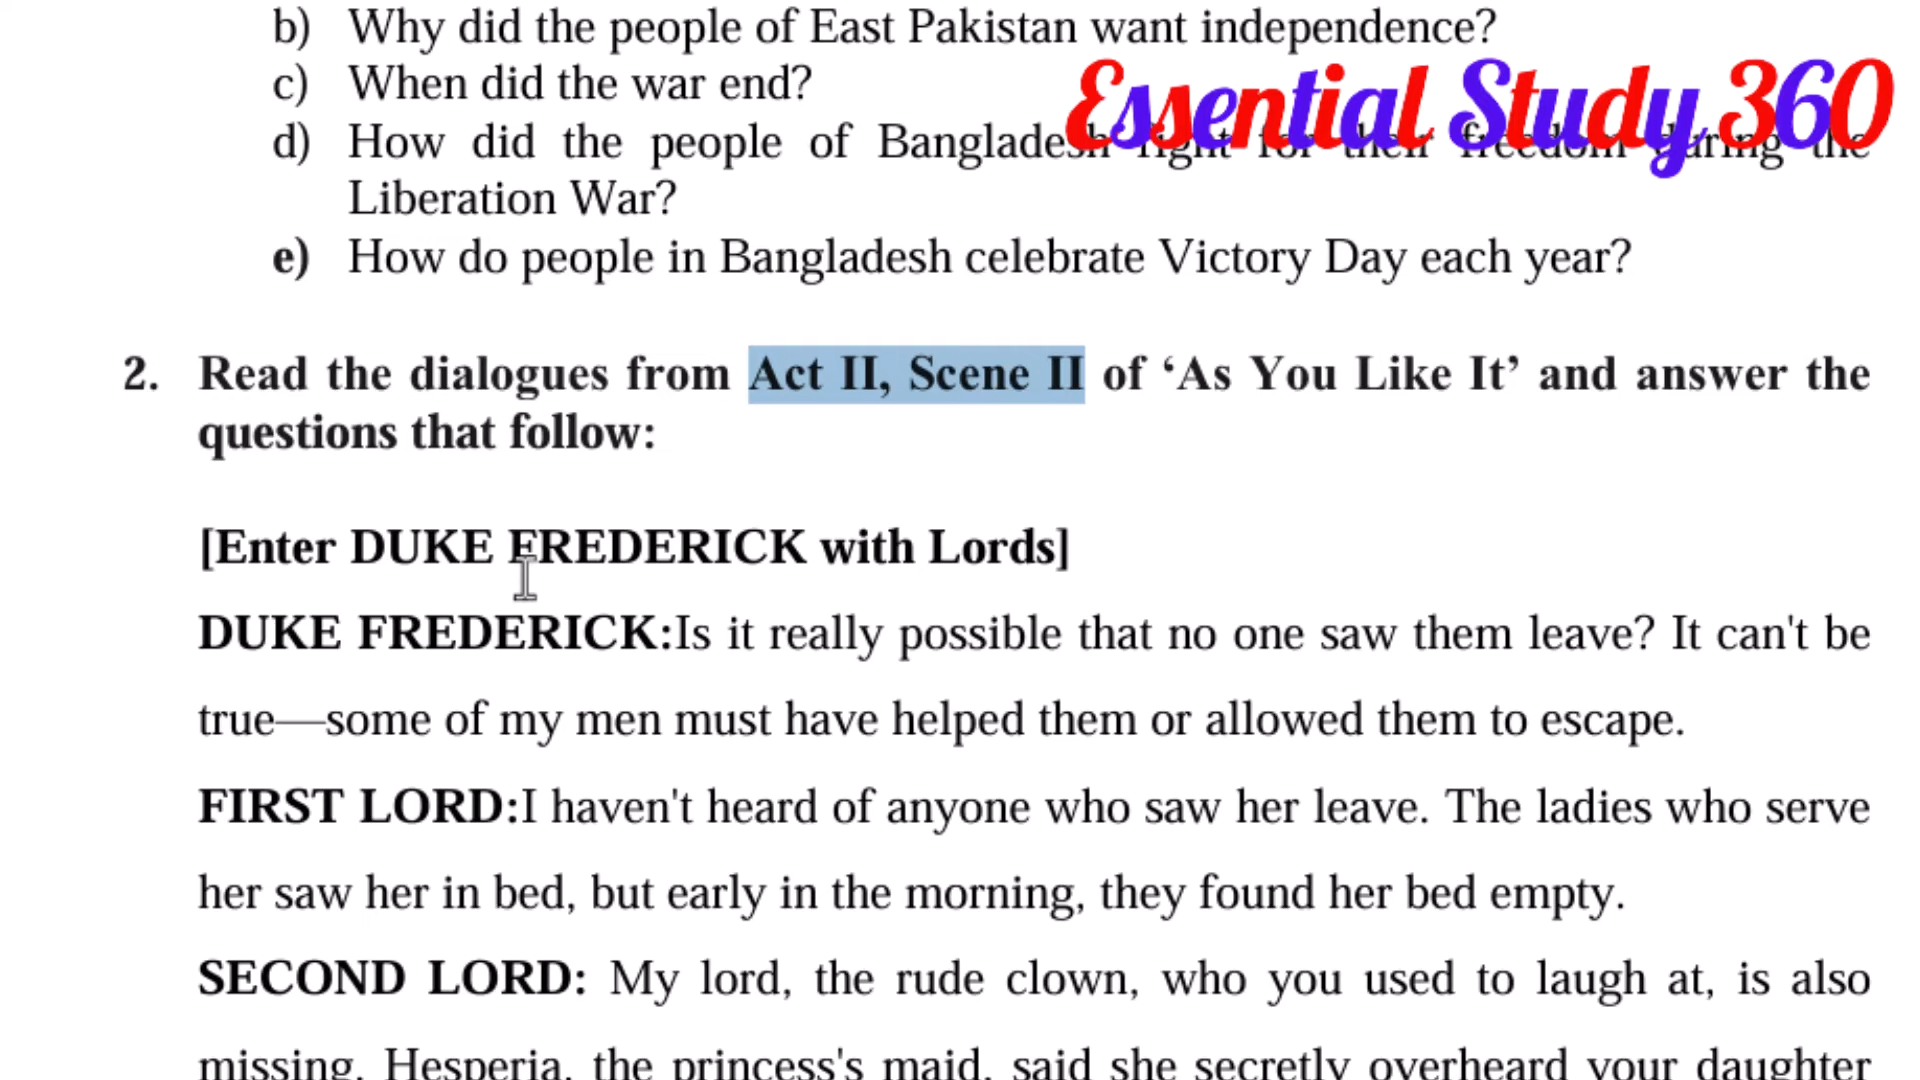 b) Why did the people of East Pakistan want independence?
c) When did the war end?
Essential Study 360
d) How did the people of Bangladesh fight for their freedom during the
Liberation War?
e) How do people in Bangladesh celebrate Victory Day each year?
2. Read the dialogues from Act II, Scene II of ‘As You Like It’ and answer the
questions that follow:
[Enter DUKE FREDERICK with Lords]
DUKE FREDERICK:Is it really possible that no one saw them leave? It can't be
true—some of my men must have helped them or allowed them to escape.
FIRST LORD:I haven't heard of anyone who saw her leave. The ladies who serve
her saw her in bed, but early in the morning, they found her bed empty.
SECOND LORD: My lord, the rude clown, who you used to laugh at, is also
missing. Hesperia, the princess's maid, said she secretly overheard your daughter